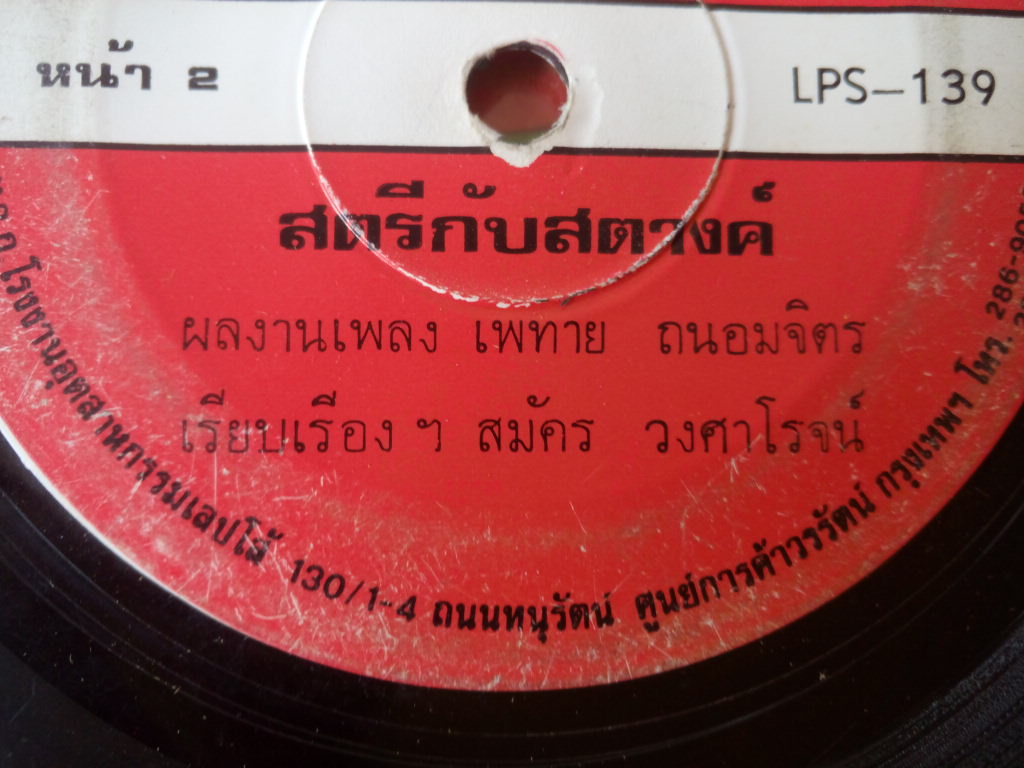 หน้า 2
LPS-139
สตรีกับสตางค์
ผลงานเพลง เพทาย ถนอมจิตร
เรียบเรียง ฯ สมัคร วงศาโรจน์
โรงงานอุตสาหกรรมเลปโส้ 130/1-4 ถนนทนุรัตน์ ศูนย์การค้าวรรัตน์ กรุงเทพฯ โทร.